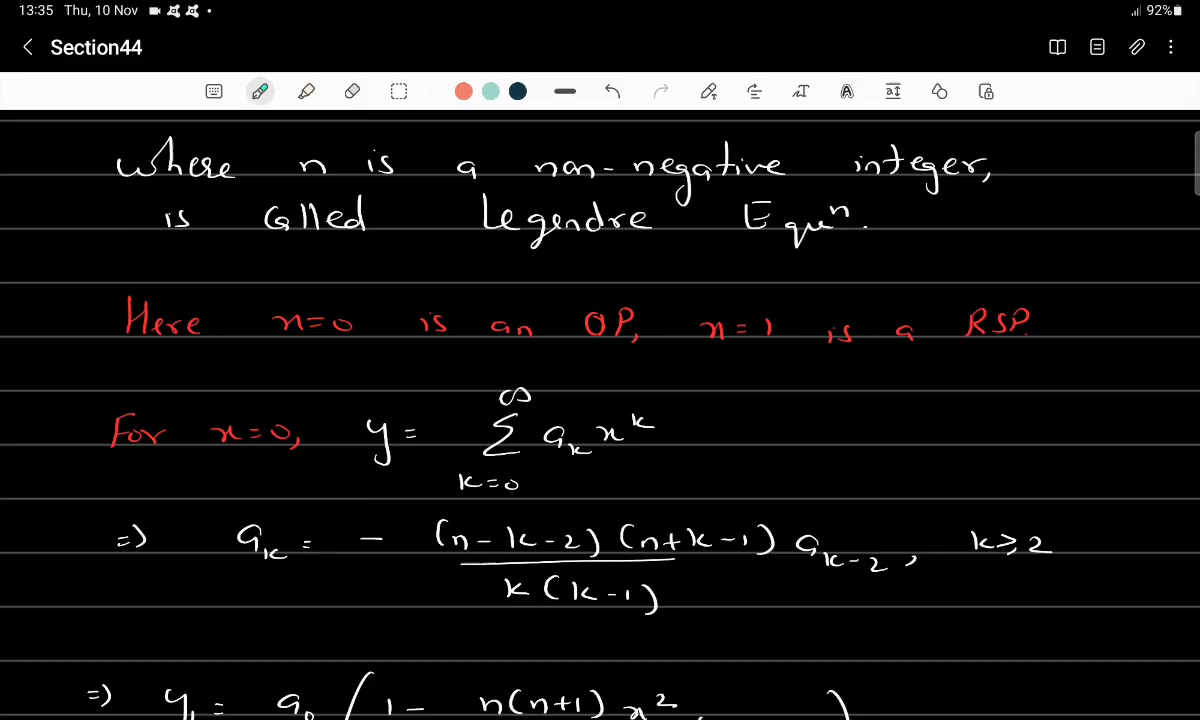 13:35 Thu, 10 Nov
92%
Section44
where n is a non-negative integer,
is called Legendre Equⁿ.
Here x=0 is an OP, x=1 is a RSP.
For x=0, y = ∞ Σ k=0 aₖ xᵏ
=> aₖ = - (n-k-2)(n+k-1) / k(k-1) aₖ₋₂, k≥2
=> y₁ = a₀ ( 1 - n(n+1) x² )